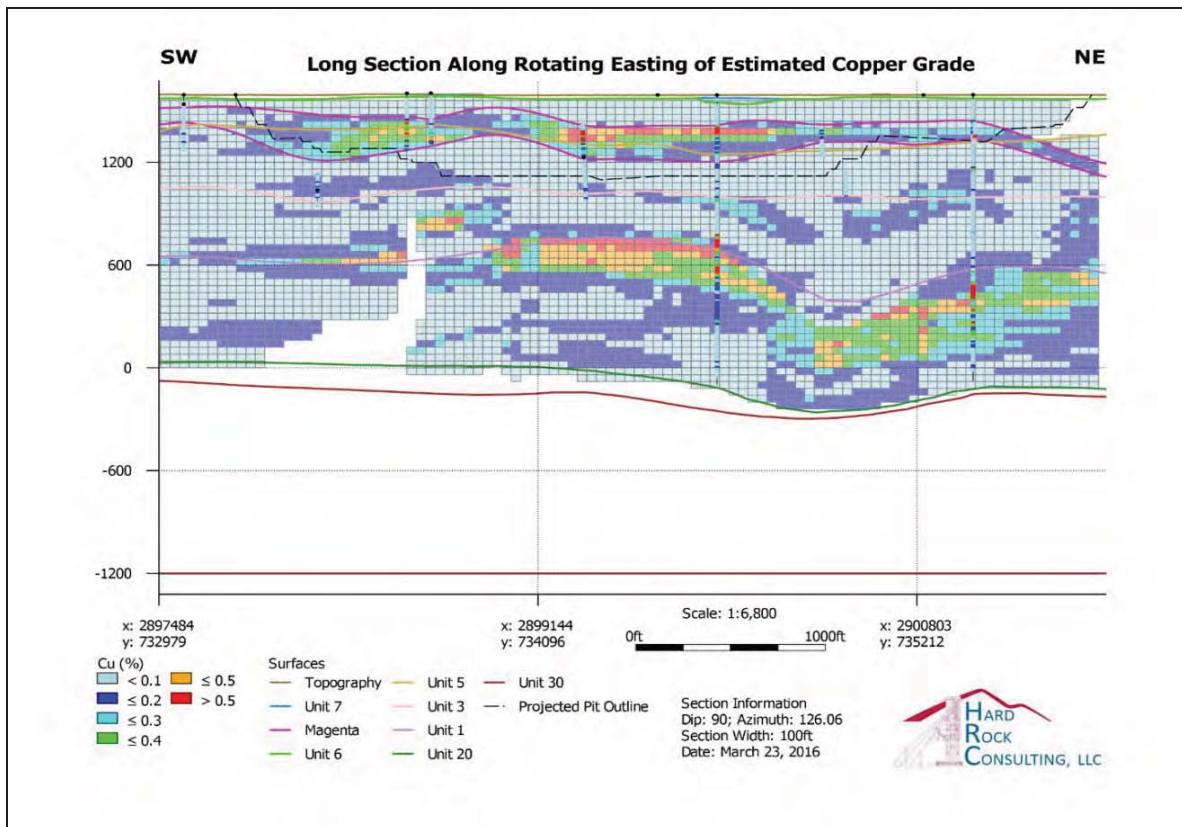 SW
NE
Long Section Along Rotating Easting of Estimated Copper Grade
1200
600
0
-600
-1200
x: 2897484
y: 732979
x: 2899144
y: 734096
x: 2900803
y: 735212
Scale: 1:6,800
0ft
1000ft
Cu (%)
< 0.1
≤ 0.2
≤ 0.3
≤ 0.4
≤ 0.5
> 0.5
Surfaces
Topography
Unit 7
Magenta
Unit 6
Unit 5
Unit 3
Unit 1
Unit 20
Unit 30
Projected Pit Outline
Section Information
Dip: 90; Azimuth: 126.06
Section Width: 100ft
Date: March 23, 2016
HARD
ROCK
CONSULTING, LLC